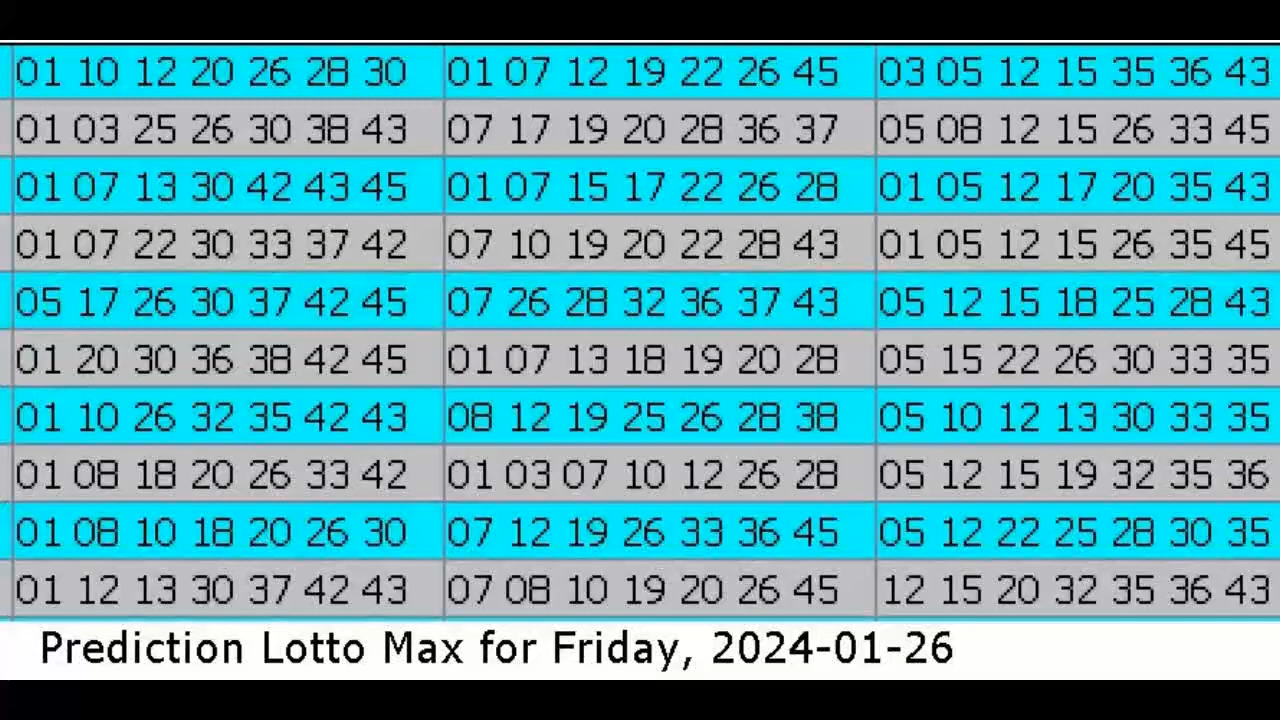 01 10 12 20 26 28 30 01 07 12 19 22 26 45 03 05 12 15 35 36 43
01 03 25 26 30 38 43 07 17 19 20 28 36 37 05 08 12 15 26 33 45
01 07 13 30 42 43 45 01 07 15 17 22 26 28 01 05 12 17 20 35 43
01 07 22 30 33 37 42 07 10 19 20 22 28 43 01 05 12 15 26 35 45
05 17 26 30 37 42 45 07 26 28 32 36 37 43 05 12 15 18 25 28 43
01 20 30 36 38 42 45 01 07 13 18 19 20 28 05 15 22 26 30 33 35
01 10 26 32 35 42 43 08 12 19 25 26 28 38 05 10 12 13 30 33 35
01 08 18 20 26 33 42 01 03 07 10 12 26 28 05 12 15 19 32 35 36
01 08 10 18 20 26 30 07 12 19 26 33 36 45 05 12 22 25 28 30 35
01 12 13 30 37 42 43 07 08 10 19 20 26 45 12 15 20 32 35 36 43
Prediction Lotto Max for Friday, 2024-01-26